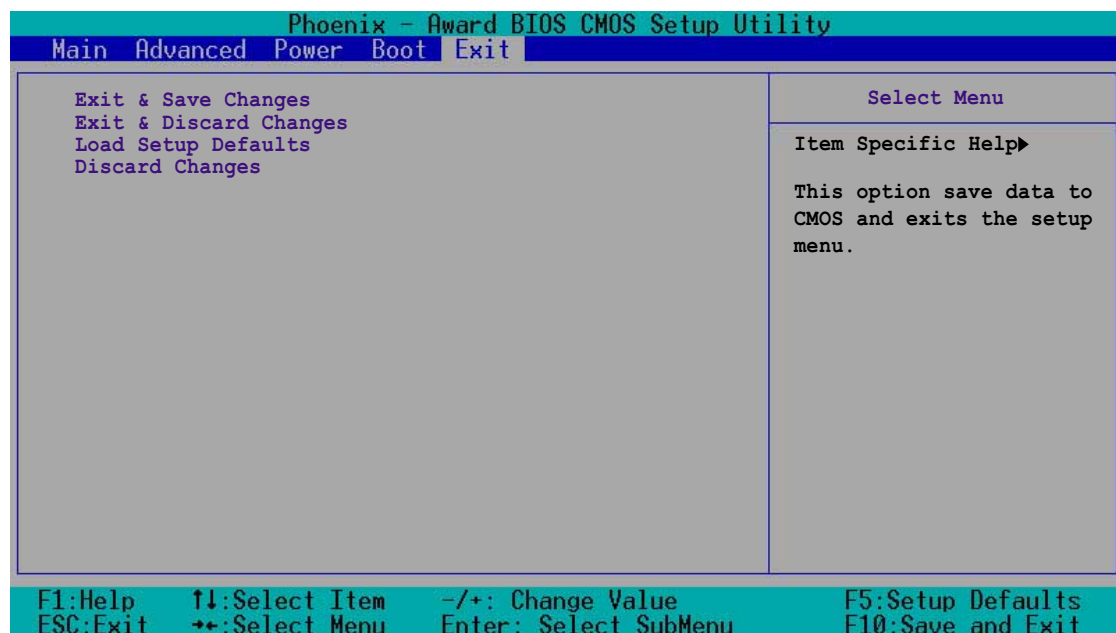 Phoenix - Award BIOS CMOS Setup Utility
Main Advanced Power Boot Exit
Exit & Save Changes
Exit & Discard Changes
Load Setup Defaults
Discard Changes
Select Menu
Item Specific Help▶
This option save data to
CMOS and exits the setup
menu.
F1:Help ↑↓:Select Item -/+: Change Value F5:Setup Defaults
ESC:Exit →←:Select Menu Enter: Select SubMenu F10:Save and Exit